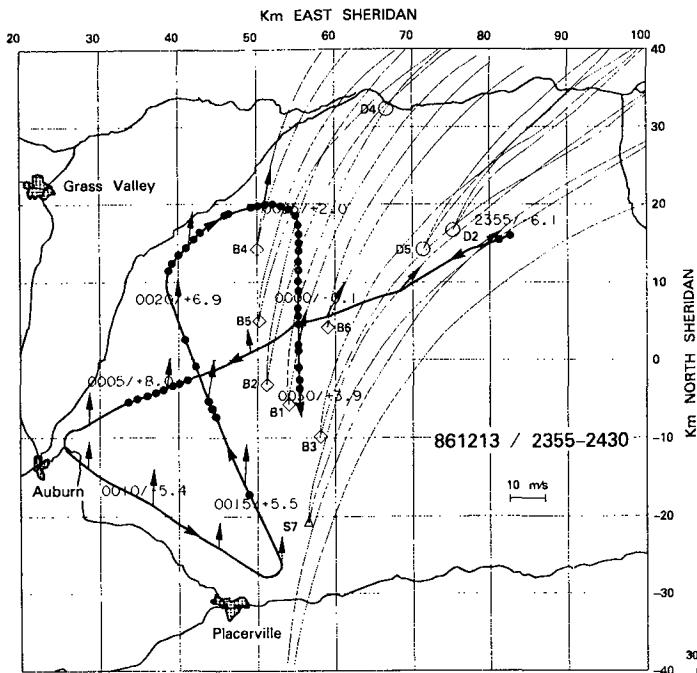 Km EAST SHERIDAN
20 30 40 50 60 70 80 90 100
40
D4
30
Grass Valley
20
+2.0
2355/-6.1
B4
D5
D2
10
0020/+6.9
0000/-0.1
B5
B6
0
0005/+8.0
B2
B1
0030/+3.9
B3
861213 / 2355-2430
-10
Auburn
10 m/s
0010/+5.4
0015/+5.5
S7
-20
Km NORTH SHERIDAN
-30
Placerville
30
-40